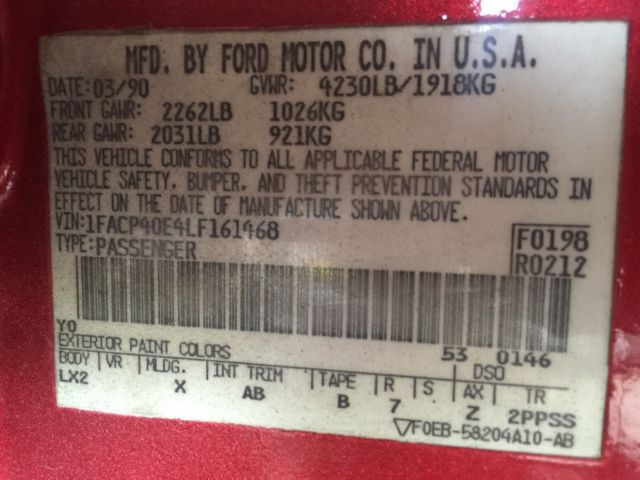 MFD. BY FORD MOTOR CO. IN U.S.A.
DATE: 03/90 GVWR: 4230LB/1918KG
FRONT GAWR: 2262LB 1026KG
REAR GAWR: 2031LB 921KG
THIS VEHICLE CONFORMS TO ALL APPLICABLE FEDERAL MOTOR
VEHICLE SAFETY, BUMPER, AND THEFT PREVENTION STANDARDS IN
EFFECT ON THE DATE OF MANUFACTURE SHOWN ABOVE.
VIN: 1FACP40E4LF161468 F0198
TYPE: PASSENGER R0212
Y0
EXTERIOR PAINT COLORS 53 0146
BODY VR MLDG. INT TRIM TAPE R S AX TR DSO
LX2 X AB B 7 Z 2PPSS
F0EB-58204A10-AB